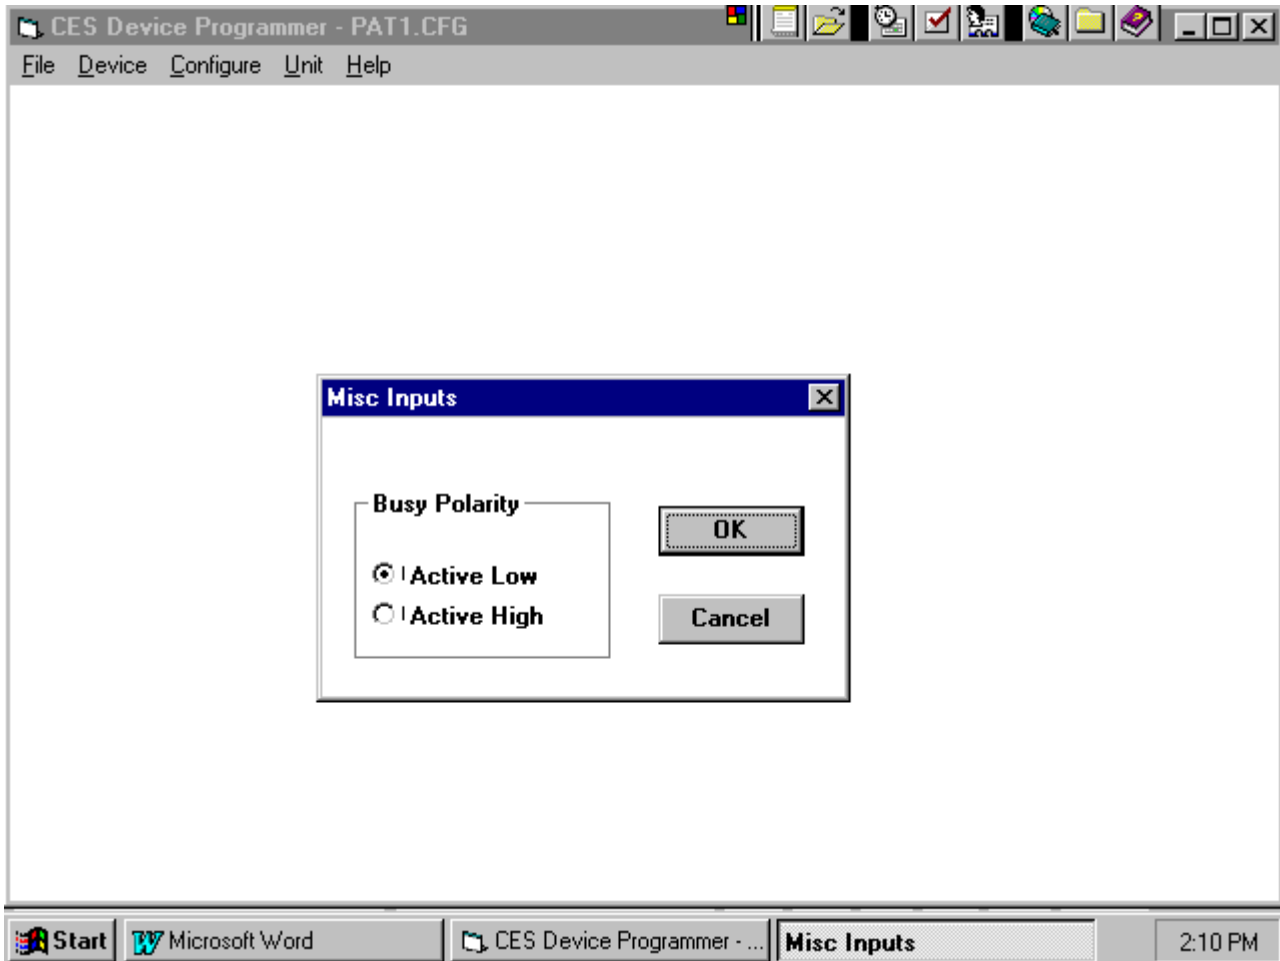 CES Device Programmer - PAT1.CFG
File Device Configure Unit Help
Misc Inputs
Busy Polarity
Active Low
Active High
OK
Cancel
Start Microsoft Word CES Device Programmer - ... Misc Inputs 2:10 PM